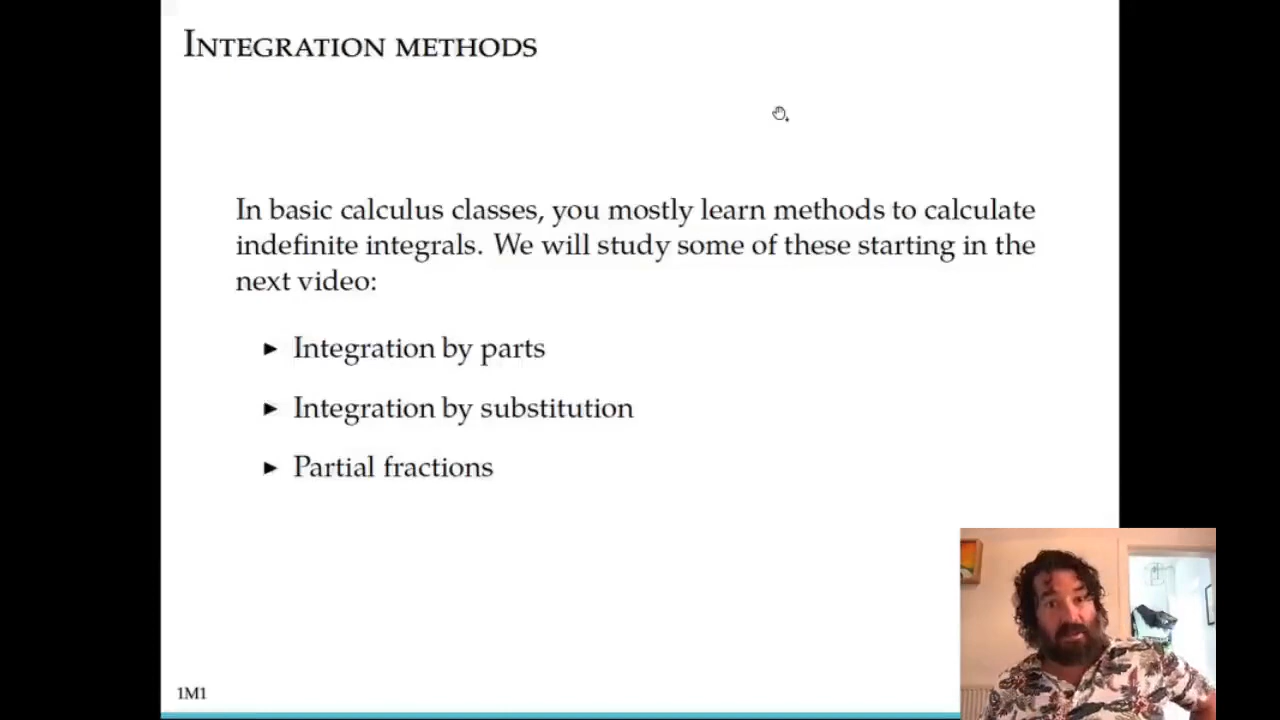 Integration methods
In basic calculus classes, you mostly learn methods to calculate
indefinite integrals. We will study some of these starting in the
next video:
▶ Integration by parts
▶ Integration by substitution
▶ Partial fractions
1M1